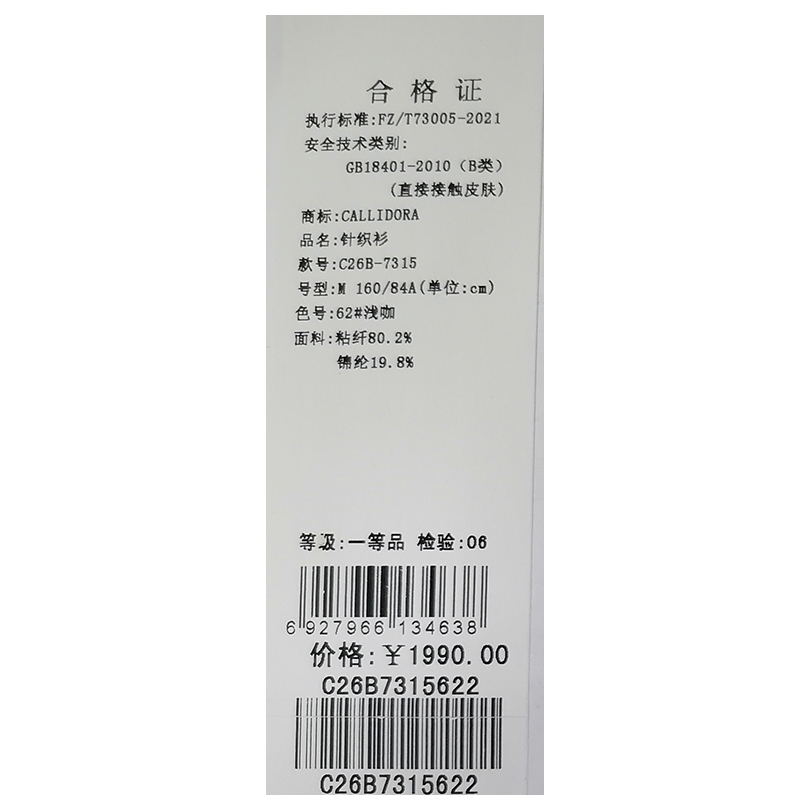 合格证
执行标准:FZ/T73005-2021
安全技术类别:
GB18401-2010 (B类)
(直接接触皮肤)
商标:CALLIDORA
品名:针织衫
款号:C26B-7315
号型:M 160/84A(单位:cm)
色号:62#浅咖
面料:粘纤80.2%
锦纶19.8%
等级:一等品 检验:06
6 927966 134638
价格:￥1990.00
C26B7315622
C26B7315622